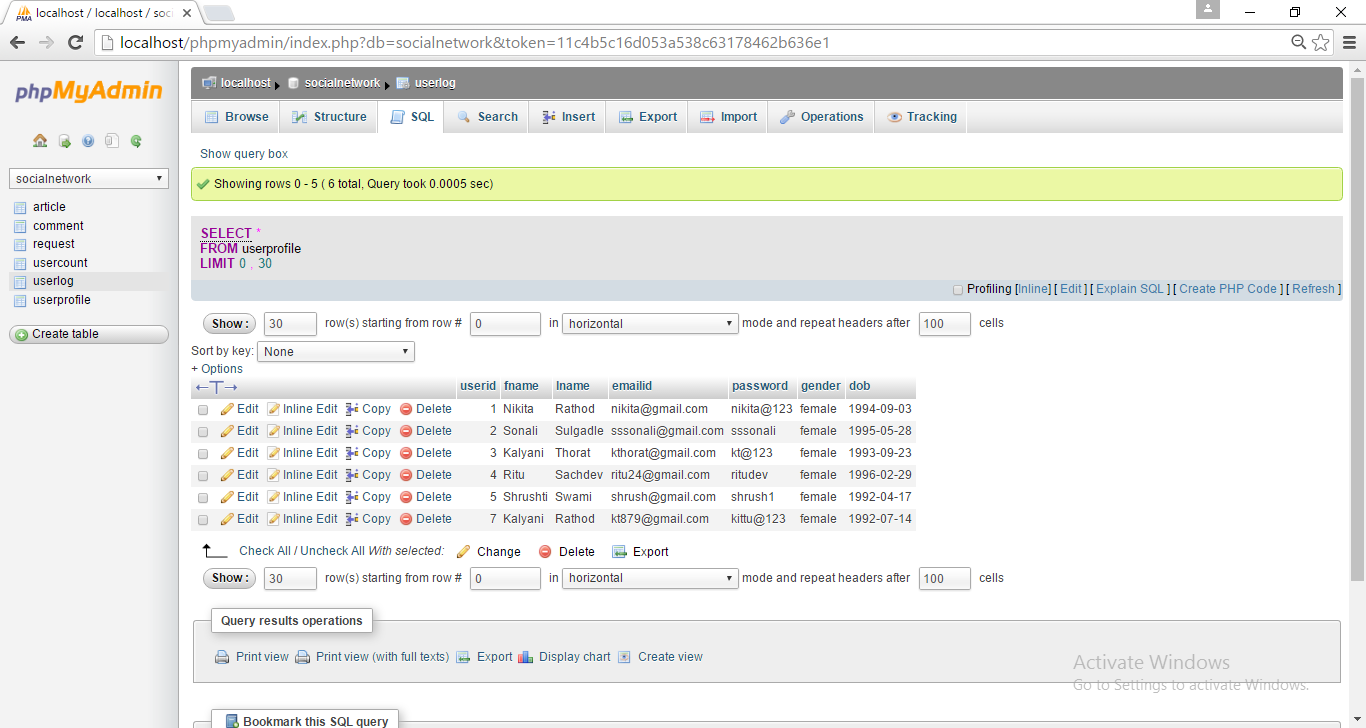 localhost / localhost / soc
localhost/phpmyadmin/index.php?db=socialnetwork&token=11c4b5c16d053a538c63178462b636e1
phpMyAdmin
socialnetwork
article
comment
request
usercount
userlog
userprofile
Create table
localhost socialnetwork userlog
Browse Structure SQL Search Insert Export Import Operations Tracking
Show query box
Showing rows 0 - 5 ( 6 total, Query took 0.0005 sec)
SELECT *
FROM userprofile
LIMIT 0 , 30
Profiling [Inline] [ Edit ] [ Explain SQL ] [ Create PHP Code ] [ Refresh ]
Show : 30 row(s) starting from row # 0 in horizontal mode and repeat headers after 100 cells
Sort by key: None
+ Options
←T→ userid fname lname emailid password gender dob
Edit Inline Edit Copy Delete 1 Nikita Rathod nikita@gmail.com nikita@123 female 1994-09-03
Edit Inline Edit Copy Delete 2 Sonali Sulgadle sssonali@gmail.com sssonali female 1995-05-28
Edit Inline Edit Copy Delete 3 Kalyani Thorat kthorat@gmail.com kt@123 female 1993-09-23
Edit Inline Edit Copy Delete 4 Ritu Sachdev ritu24@gmail.com ritudev female 1996-02-29
Edit Inline Edit Copy Delete 5 Shrushti Swami shrush@gmail.com shrush1 female 1992-04-17
Edit Inline Edit Copy Delete 7 Kalyani Rathod kt879@gmail.com kittu@123 female 1992-07-14
Check All / Uncheck All With selected: Change Delete Export
Show : 30 row(s) starting from row # 0 in horizontal mode and repeat headers after 100 cells
Query results operations
Print view Print view (with full texts) Export Display chart Create view
Activate Windows
Go to Settings to activate Windows.
Bookmark this SQL query